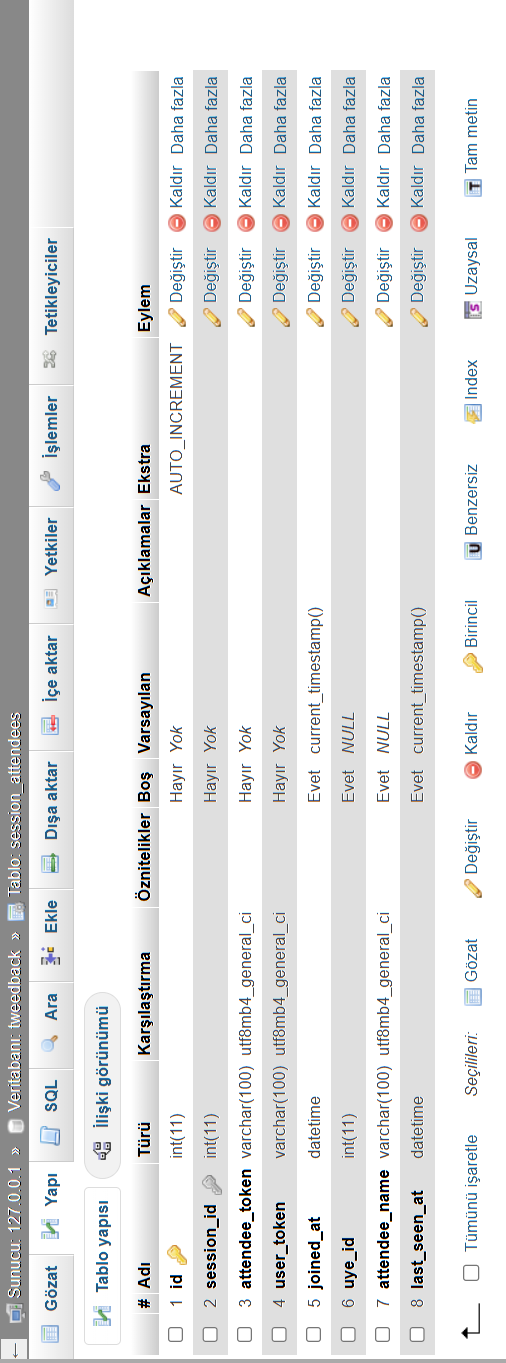 ← Sunucu: 127.0.0.1 » Veritabanı: tweedback » Tablo: session_attendees
Gözat Yapı SQL Ara Ekle Dışa aktar İçe aktar Yetkiler İşlemler Tetikleyiciler
Tablo yapısı İlişki görünümü
# Adı Türü Karşılaştırma Öznitelikler Boş Varsayılan Açıklamalar Ekstra Eylem
1 id int(11) Hayır Yok AUTO_INCREMENT Değiştir Kaldır Daha fazla
2 session_id int(11) Hayır Yok Değiştir Kaldır Daha fazla
3 attendee_token varchar(100) utf8mb4_general_ci Hayır Yok Değiştir Kaldır Daha fazla
4 user_token varchar(100) utf8mb4_general_ci Hayır Yok Değiştir Kaldır Daha fazla
5 joined_at datetime Evet current_timestamp() Değiştir Kaldır Daha fazla
6 uye_id int(11) Evet NULL Değiştir Kaldır Daha fazla
7 attendee_name varchar(100) utf8mb4_general_ci Evet NULL Değiştir Kaldır Daha fazla
8 last_seen_at datetime Evet current_timestamp() Değiştir Kaldır Daha fazla
Tümünü işaretle Seçilileri: Gözat Değiştir Kaldır Birincil Benzersiz Index Uzaysal Tam metin